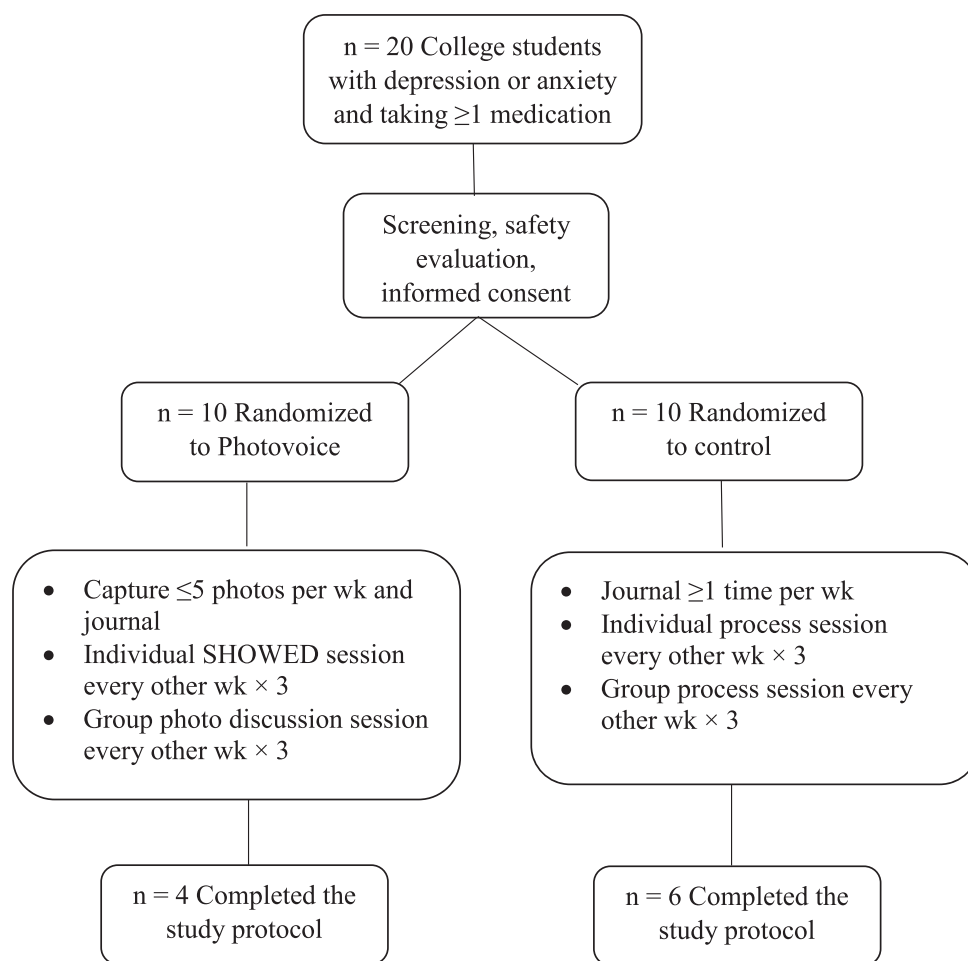 n = 20 College students
with depression or anxiety
and taking ≥1 medication
Screening, safety
evaluation,
informed consent
n = 10 Randomized
to Photovoice
n = 10 Randomized
to control
• Capture ≤5 photos per wk and
journal
• Individual SHOWED session
every other wk × 3
• Group photo discussion session
every other wk × 3
• Journal ≥1 time per wk
• Individual process session
every other wk × 3
• Group process session every
other wk × 3
n = 4 Completed the
study protocol
n = 6 Completed the
study protocol